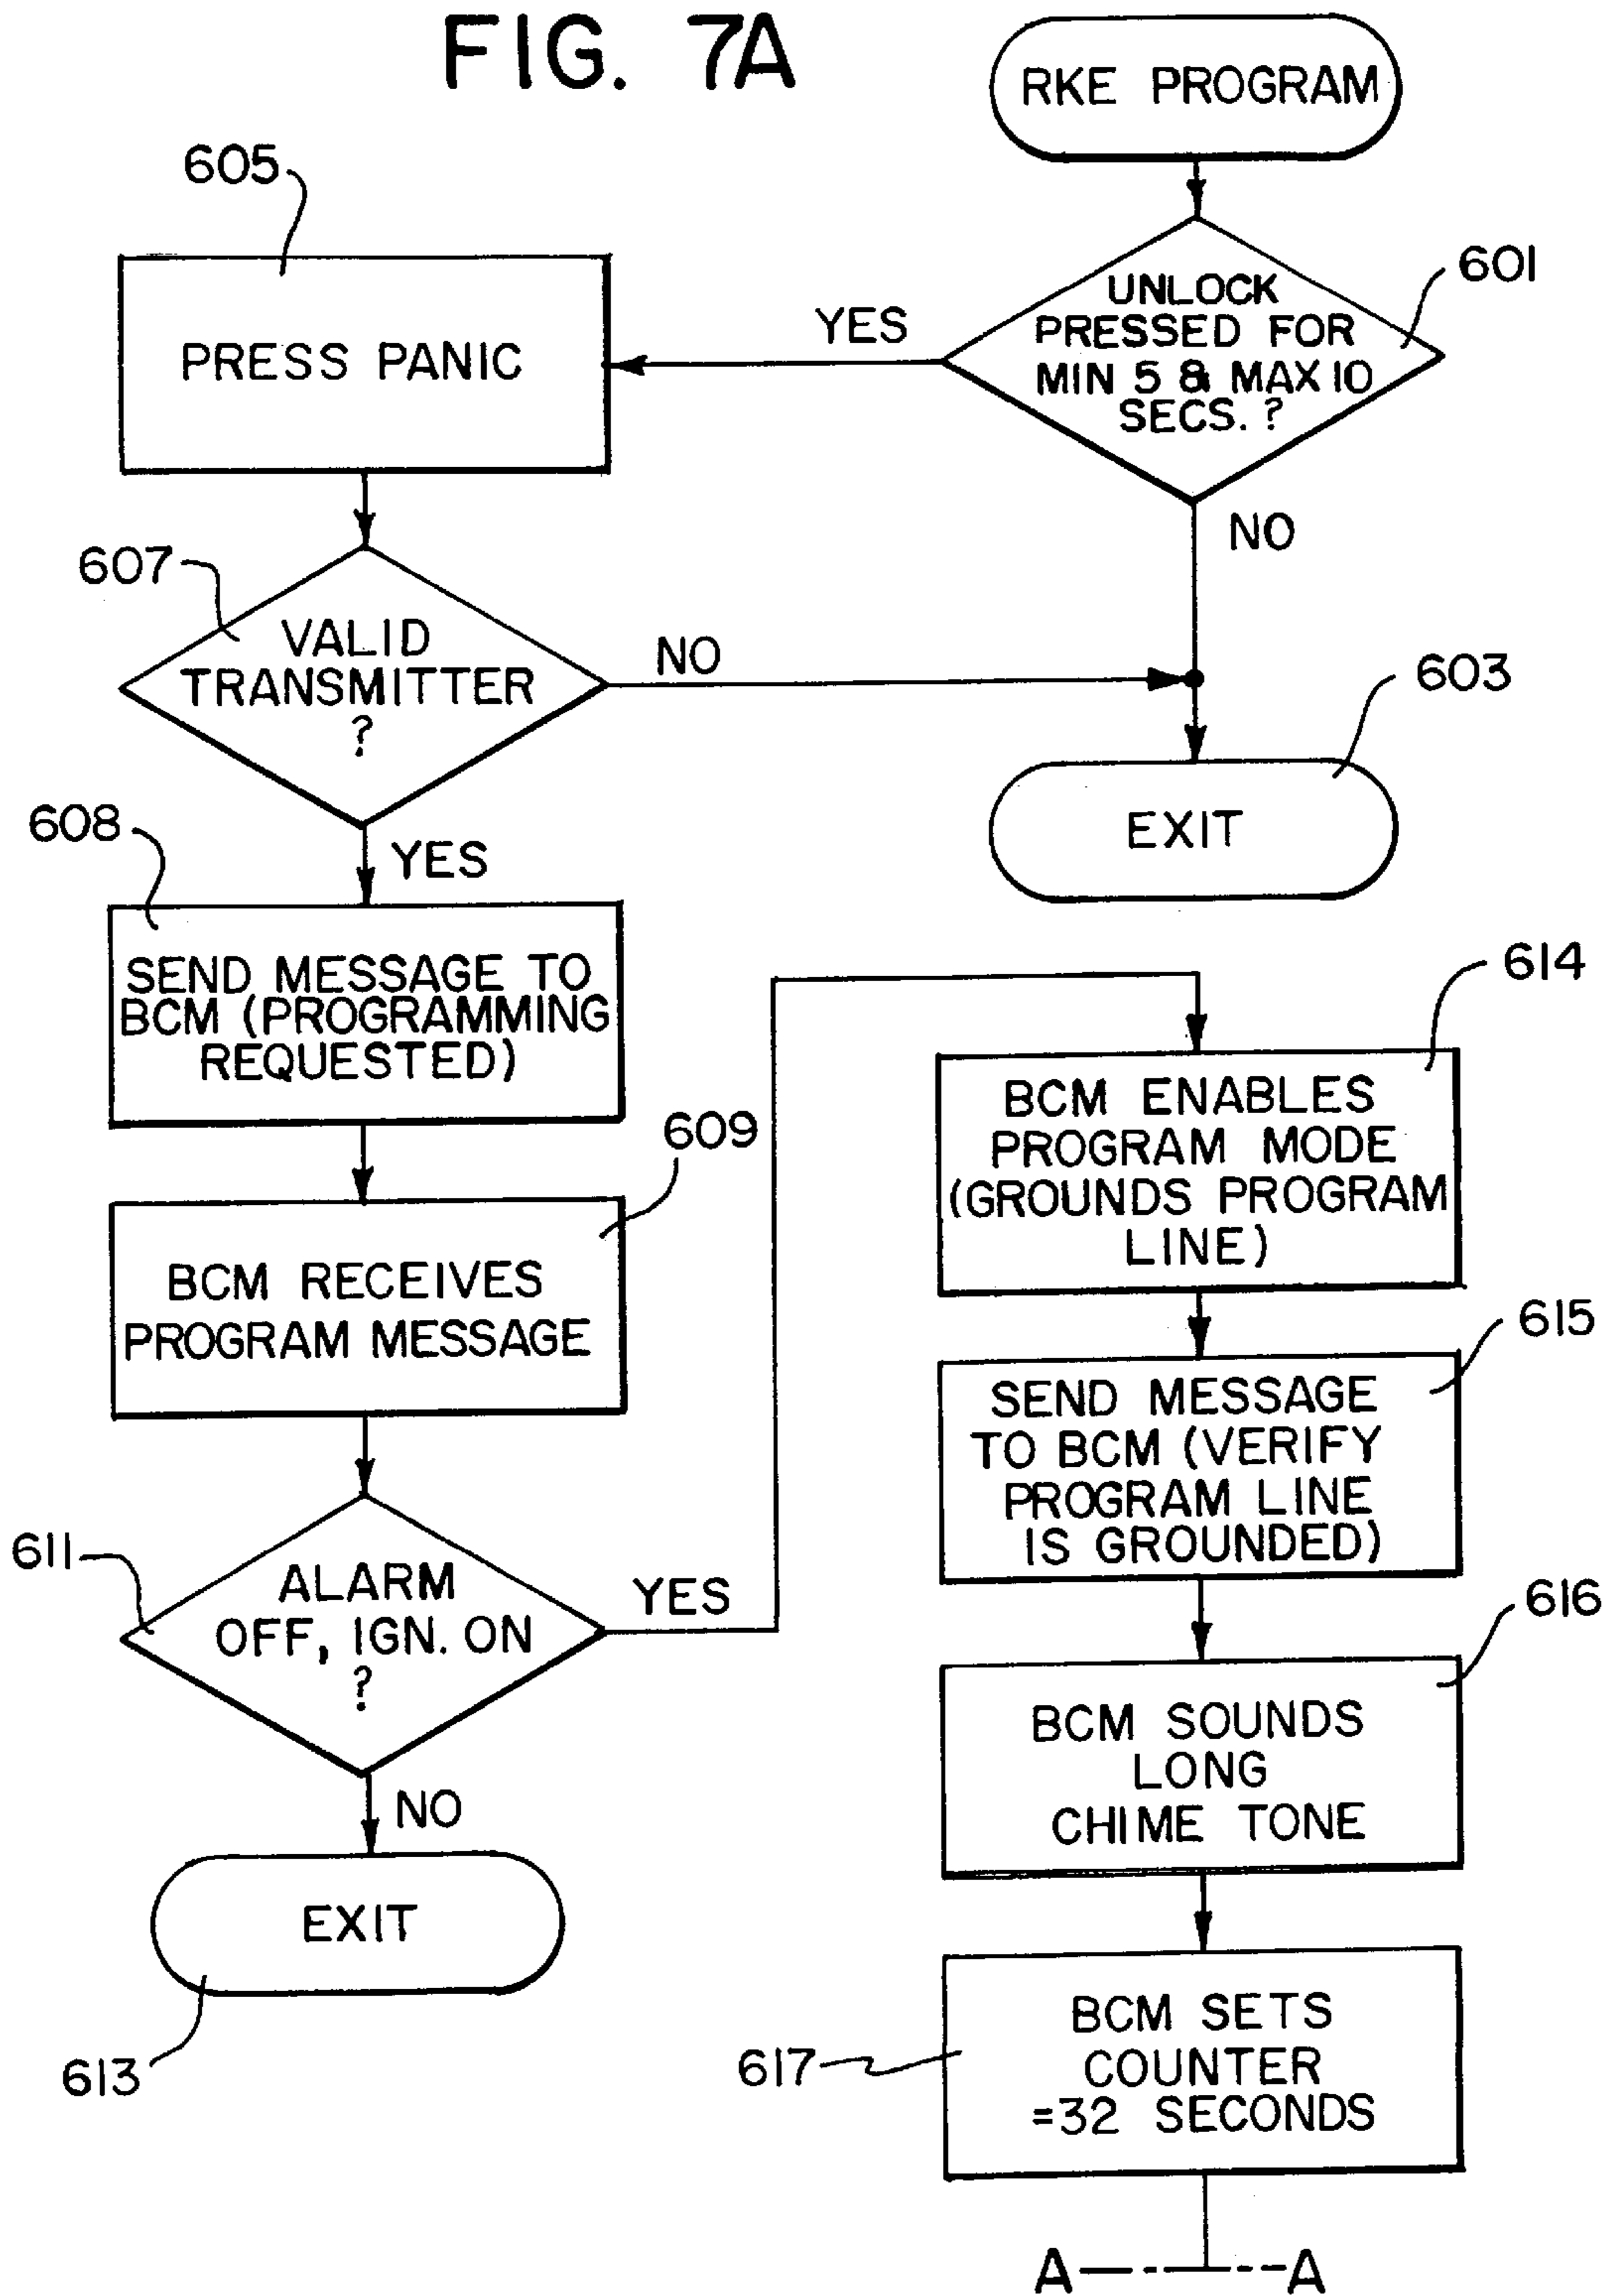 FIG. 7A
RKE PROGRAM
601
UNLOCK
PRESSED FOR
MIN 5 & MAX 10
SECS. ?
YES
NO
605
PRESS PANIC
607
VALID
TRANSMITTER
?
NO
YES
603
EXIT
608
SEND MESSAGE TO
BCM (PROGRAMMING
REQUESTED)
609
BCM RECEIVES
PROGRAM MESSAGE
611
ALARM
OFF, IGN. ON
?
YES
NO
EXIT
613
614
BCM ENABLES
PROGRAM MODE
(GROUNDS PROGRAM
LINE)
615
SEND MESSAGE
TO BCM (VERIFY
PROGRAM LINE
IS GROUNDED)
616
BCM SOUNDS
LONG
CHIME TONE
617
BCM SETS
COUNTER
=32 SECONDS
A A